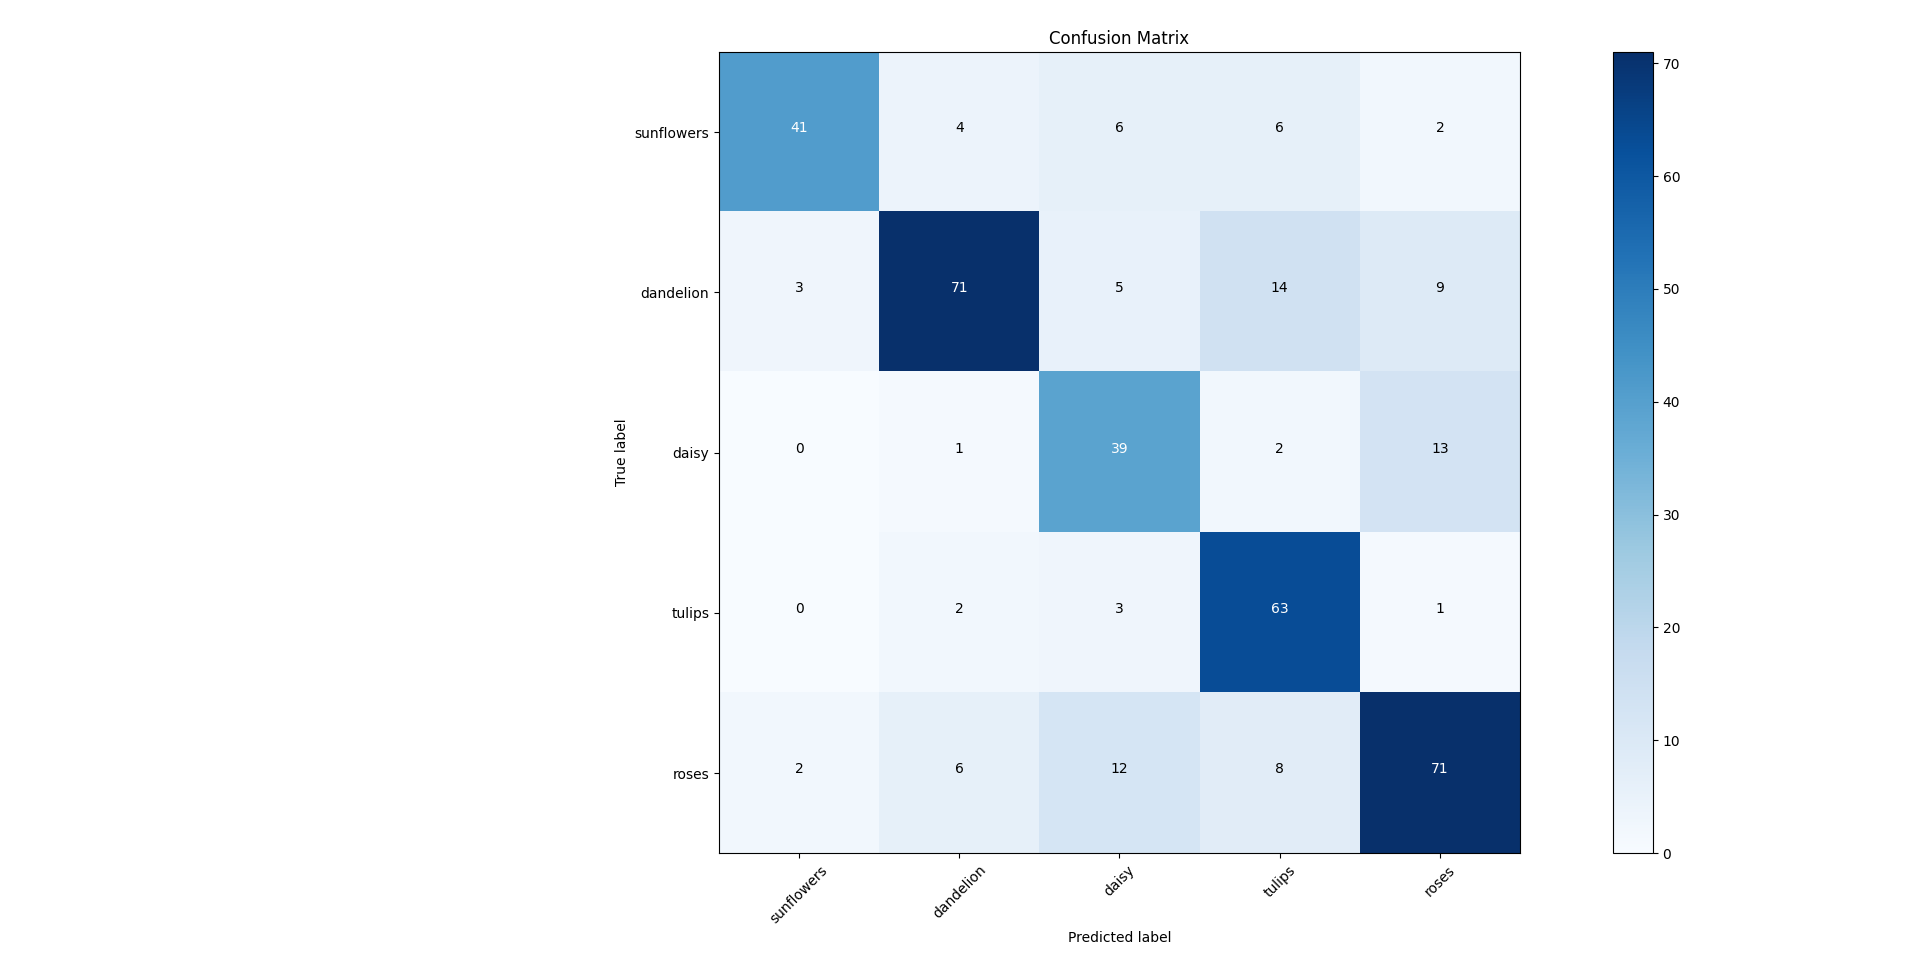 Confusion Matrix
sunflowers 41 4 6 6 2
dandelion 3 71 5 14 9
daisy 0 1 39 2 13
tulips 0 2 3 63 1
roses 2 6 12 8 71
True label
sunflowers dandelion daisy tulips roses
Predicted label
70
60
50
40
30
20
10
0